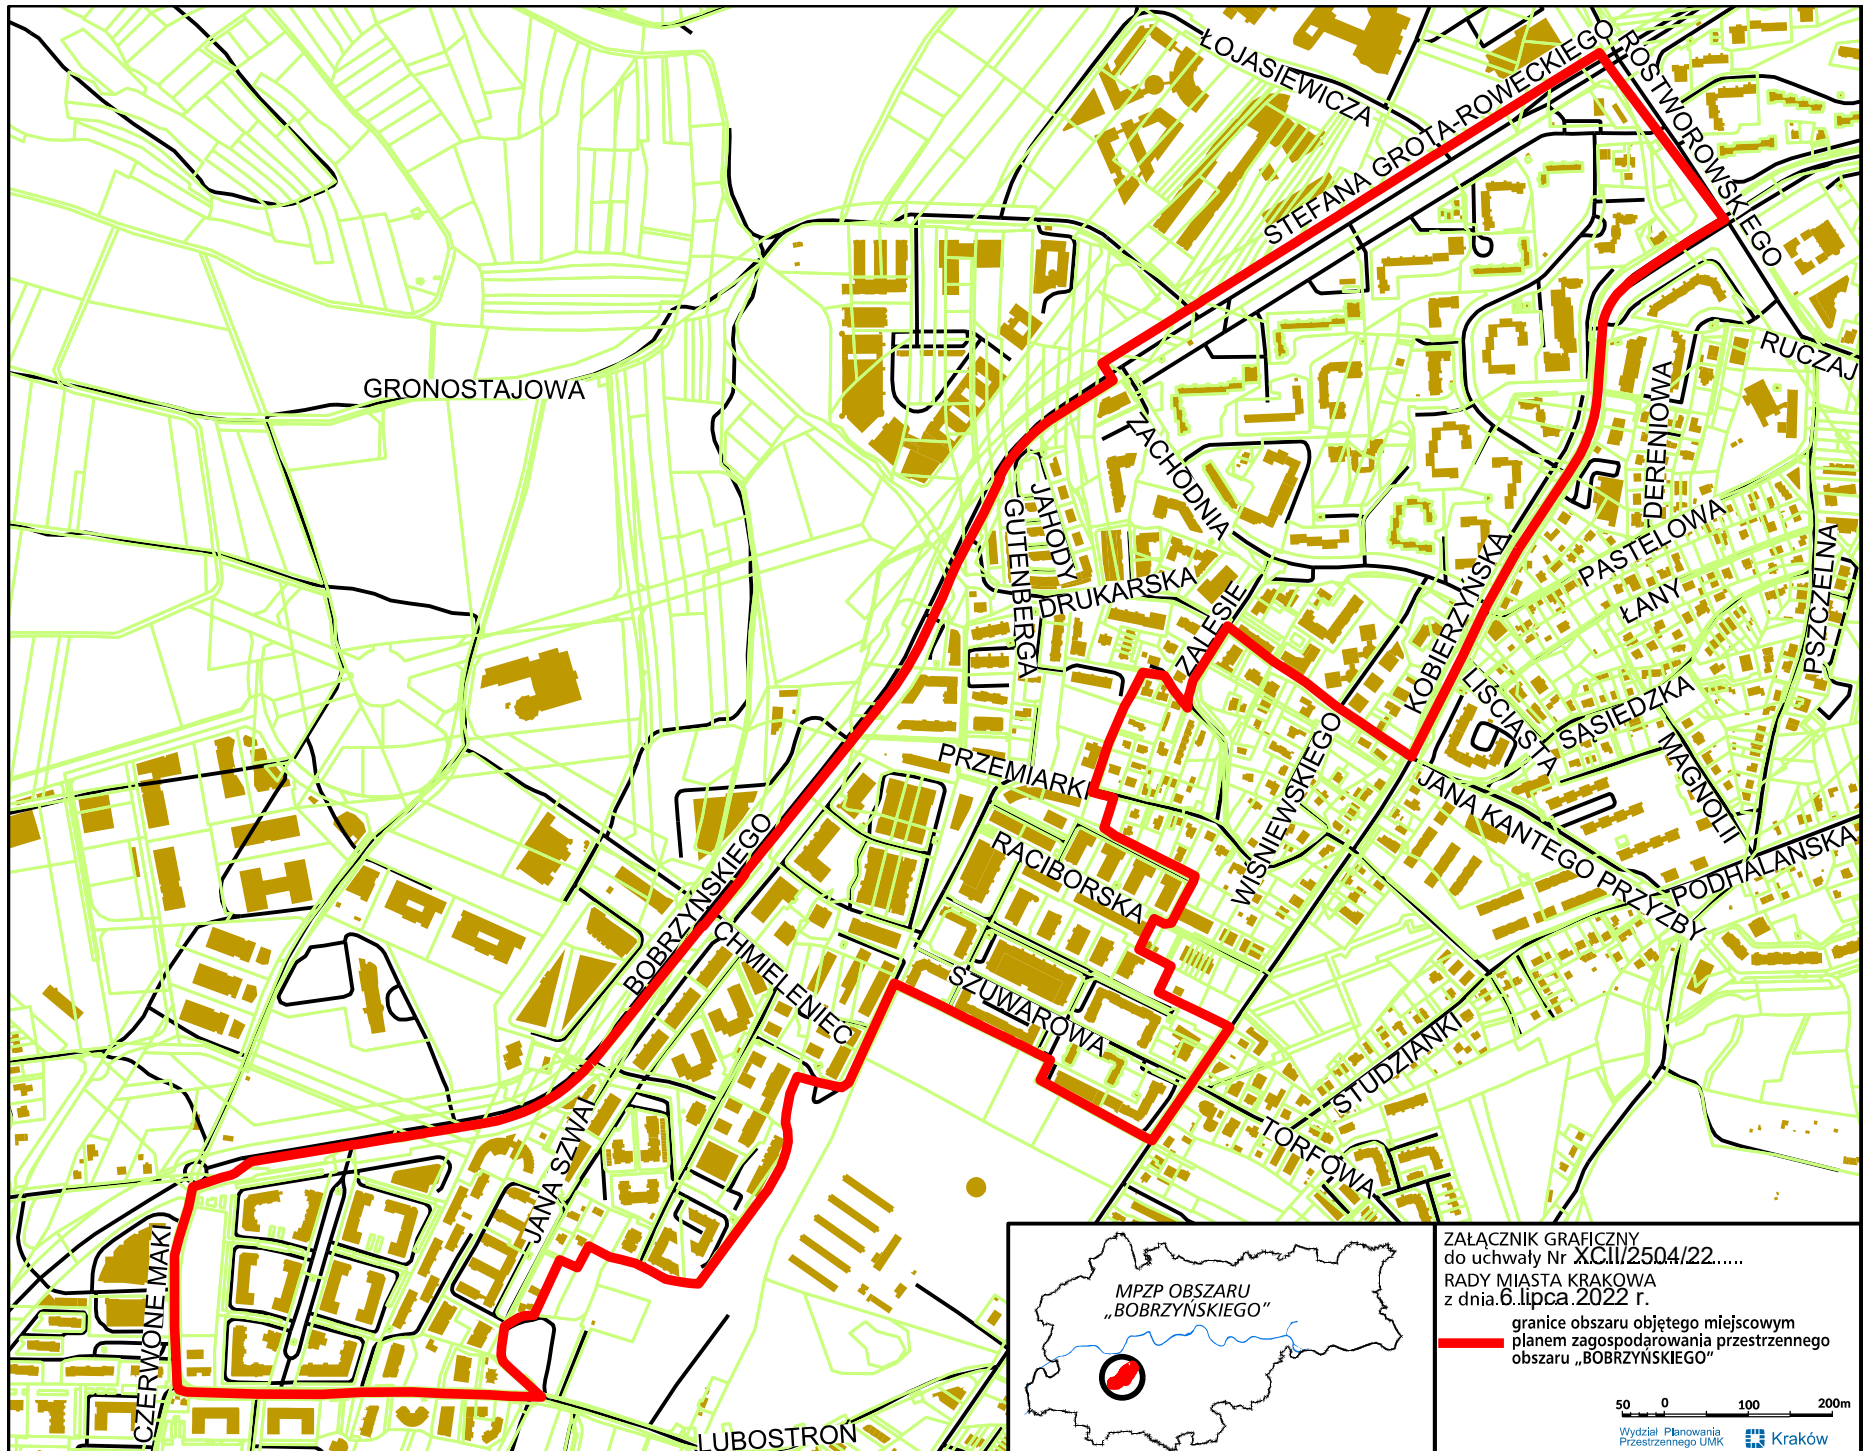 ŁOJASIEWICZA
STEFANA GROTA-ROWECKIEGO
ROSTWOROWSKIEGO
RUCZAJ
GRONOSTAJOWA
DERENIOWA
ZACHODNIA
JAHODY
GUTENBERGA
DRUKARSKA
ZALESIE
KOBIERZYŃSKA
PASTELOWA
ŁANY
PSZCZELNA
LIŚCIASTA
SĄSIEDZKA
MAGNOLII
PRZEMIARKI
WIŚNIEWSKIEGO
JANA KANTEGO PRZYZBY
PODHALAŃSKA
RACIBORSKA
BOBRZYŃSKIEGO
CHMIELENIEC
SZUWAROWA
STUDZIANKI
TORFOWA
JANA SZWAI
CZERWONE MAKI
LUBOSTROŃ
MPZP OBSZARU
„BOBRZYŃSKIEGO”
ZAŁĄCZNIK GRAFICZNY
do uchwały Nr XCII/2504/22......
RADY MIASTA KRAKOWA
z dnia 6 lipca 2022 r.
granice obszaru objętego miejscowym
planem zagospodarowania przestrzennego
obszaru „BOBRZYŃSKIEGO”
50 0 100 200m
Wydział Planowania
Przestrzennego UMK
Kraków